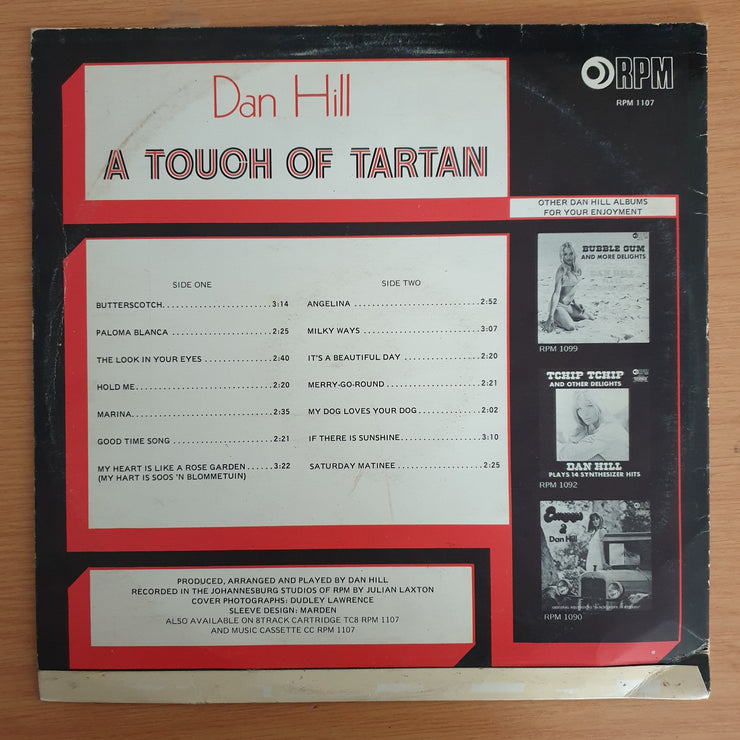 Dan Hill
A TOUCH OF TARTAN
RPM
RPM 1107
OTHER DAN HILL ALBUMS
FOR YOUR ENJOYMENT
SIDE ONE
BUTTERSCOTCH.......................3:14
PALOMA BLANCA .....................2:25
THE LOOK IN YOUR EYES ..............2:40
HOLD ME............................2:20
MARINA.............................2:35
GOOD TIME SONG .....................2:21
MY HEART IS LIKE A ROSE GARDEN ......3:22
(MY HART IS SOOS 'N BLOMMETUIN)
SIDE TWO
ANGELINA ..........................2:52
MILKY WAYS ........................3:07
IT'S A BEAUTIFUL DAY ................2:20
MERRY-GO-ROUND ....................2:21
MY DOG LOVES YOUR DOG..............2:02
IF THERE IS SUNSHINE.................3:10
SATURDAY MATINEE ..................2:25
BUBBLE GUM
AND MORE DELIGHTS
DAN HILL
RPM 1099
TCHIP TCHIP
AND OTHER DELIGHTS
DAN HILL
PLAYS 14 SYNTHESIZER HITS
RPM 1092
Dan Hill
RPM 1090
PRODUCED, ARRANGED AND PLAYED BY DAN HILL
RECORDED IN THE JOHANNESBURG STUDIOS OF RPM BY JULIAN LAXTON
COVER PHOTOGRAPHS: DUDLEY LAWRENCE
SLEEVE DESIGN: MARDEN
ALSO AVAILABLE ON 8TRACK CARTRIDGE TC8 RPM 1107
AND MUSIC CASSETTE CC RPM 1107